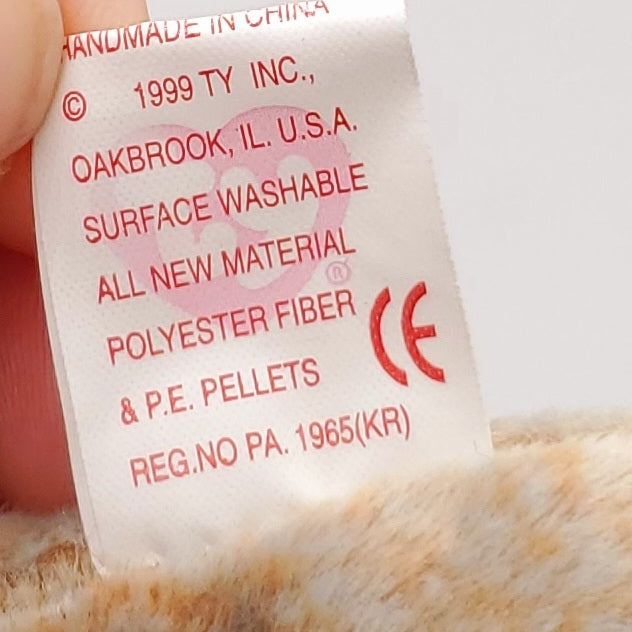 HANDMADE IN CHINA
© 1999 TY INC.,
OAKBROOK, IL. U.S.A.
SURFACE WASHABLE
ALL NEW MATERIAL
POLYESTER FIBER
& P.E. PELLETS
REG.NO PA. 1965(KR)
®
CE